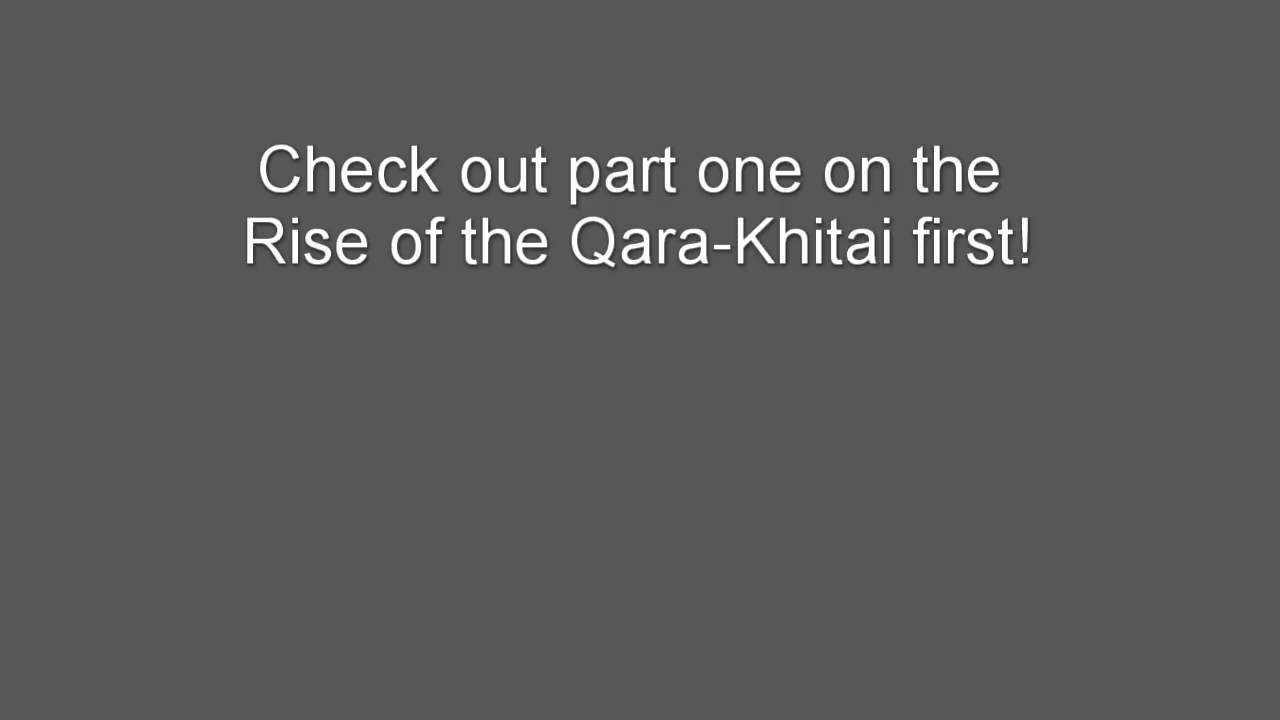 Check out part one on the
Rise of the Qara-Khitai first!